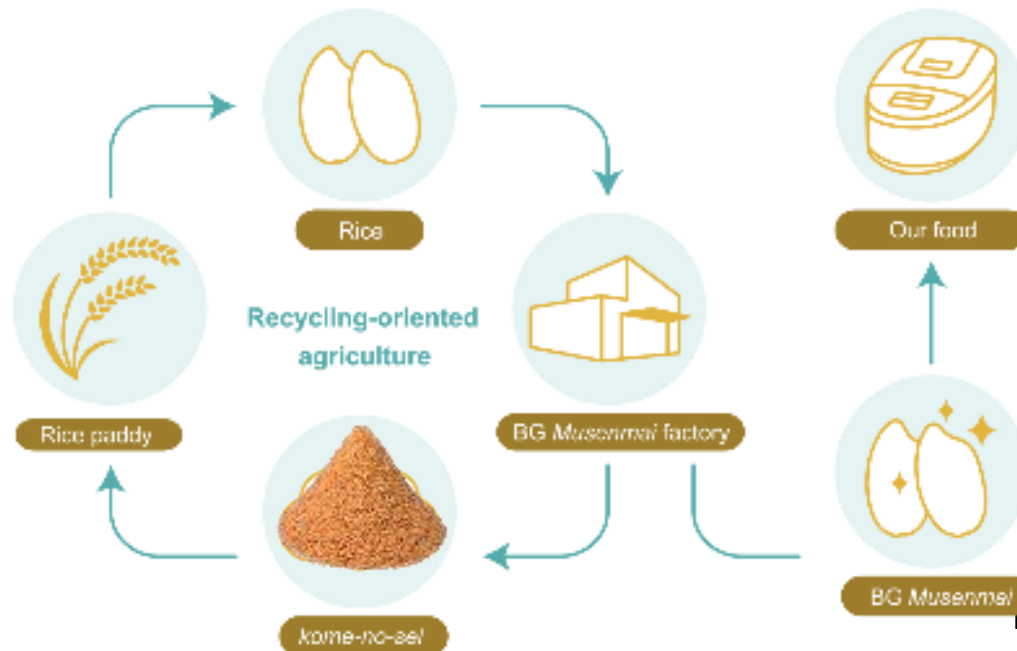 Rice
Our food
Recycling-oriented
agriculture
Rice paddy
BG Musenmai factory
BG Musenmai
kome-no-sei